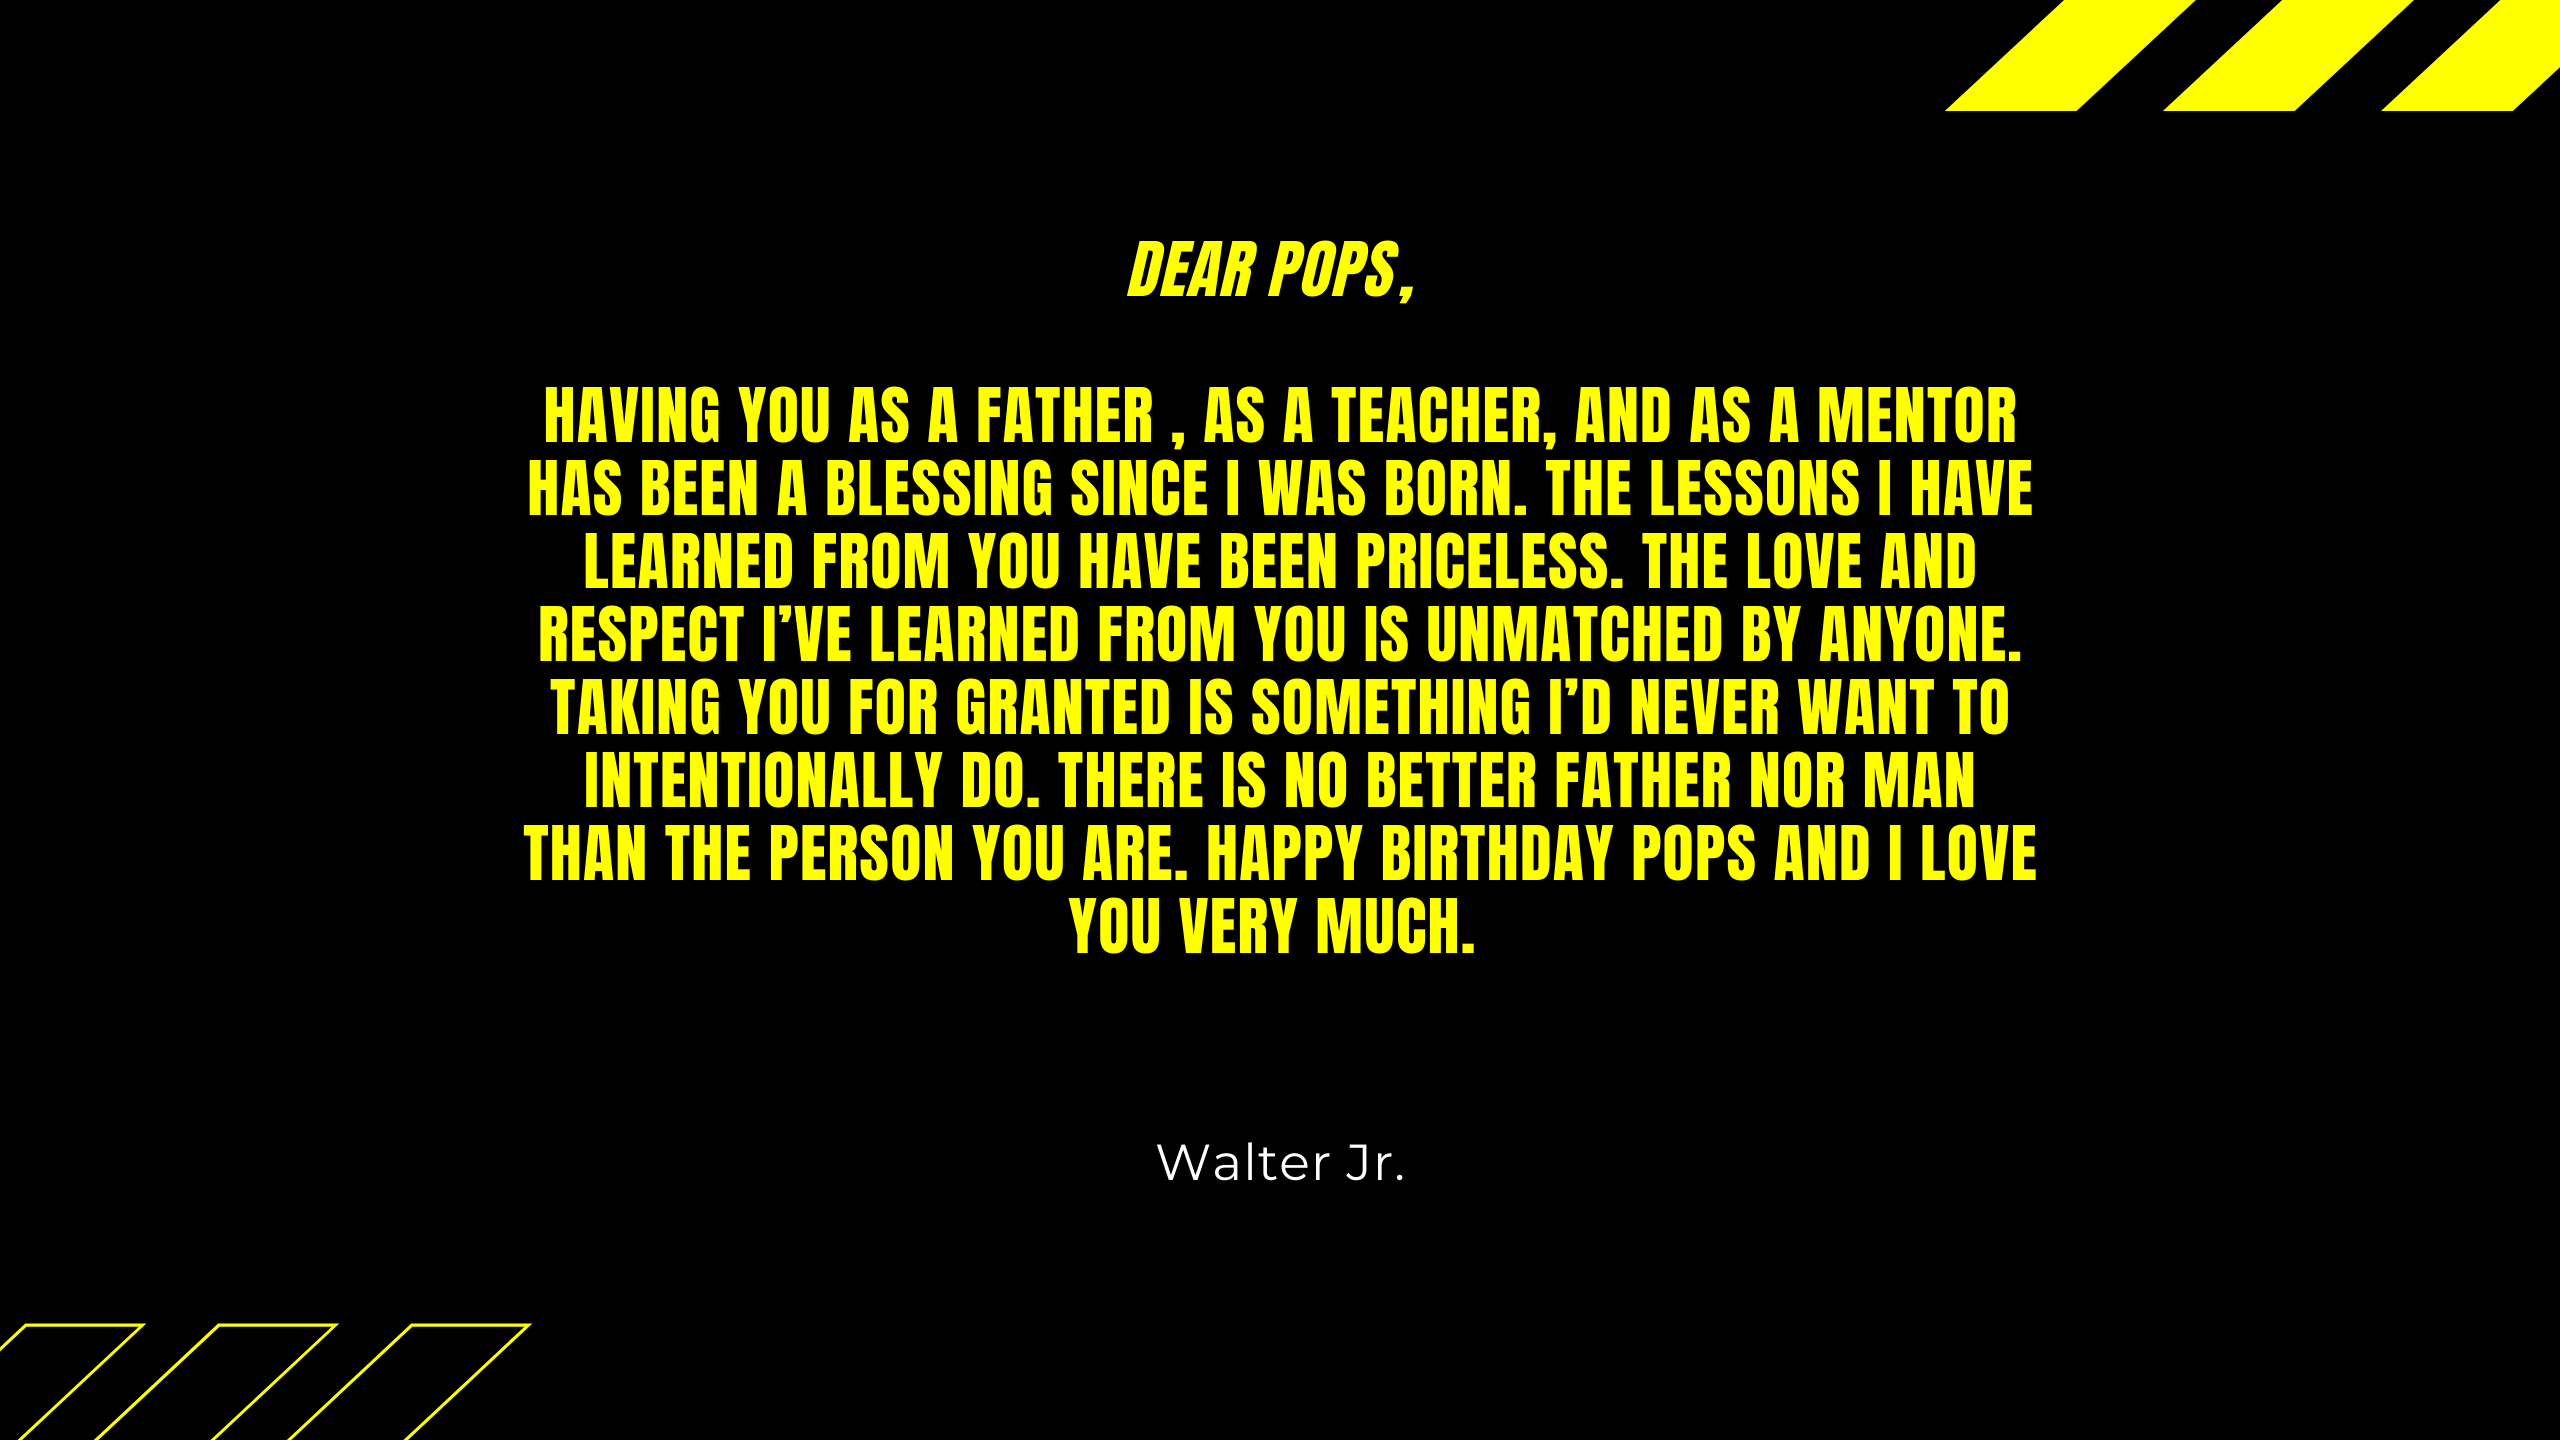 DEAR POPS,
HAVING YOU AS A FATHER , AS A TEACHER, AND AS A MENTOR
HAS BEEN A BLESSING SINCE I WAS BORN. THE LESSONS I HAVE
LEARNED FROM YOU HAVE BEEN PRICELESS. THE LOVE AND
RESPECT I’VE LEARNED FROM YOU IS UNMATCHED BY ANYONE.
TAKING YOU FOR GRANTED IS SOMETHING I’D NEVER WANT TO
INTENTIONALLY DO. THERE IS NO BETTER FATHER NOR MAN
THAN THE PERSON YOU ARE. HAPPY BIRTHDAY POPS AND I LOVE
YOU VERY MUCH.
Walter Jr.